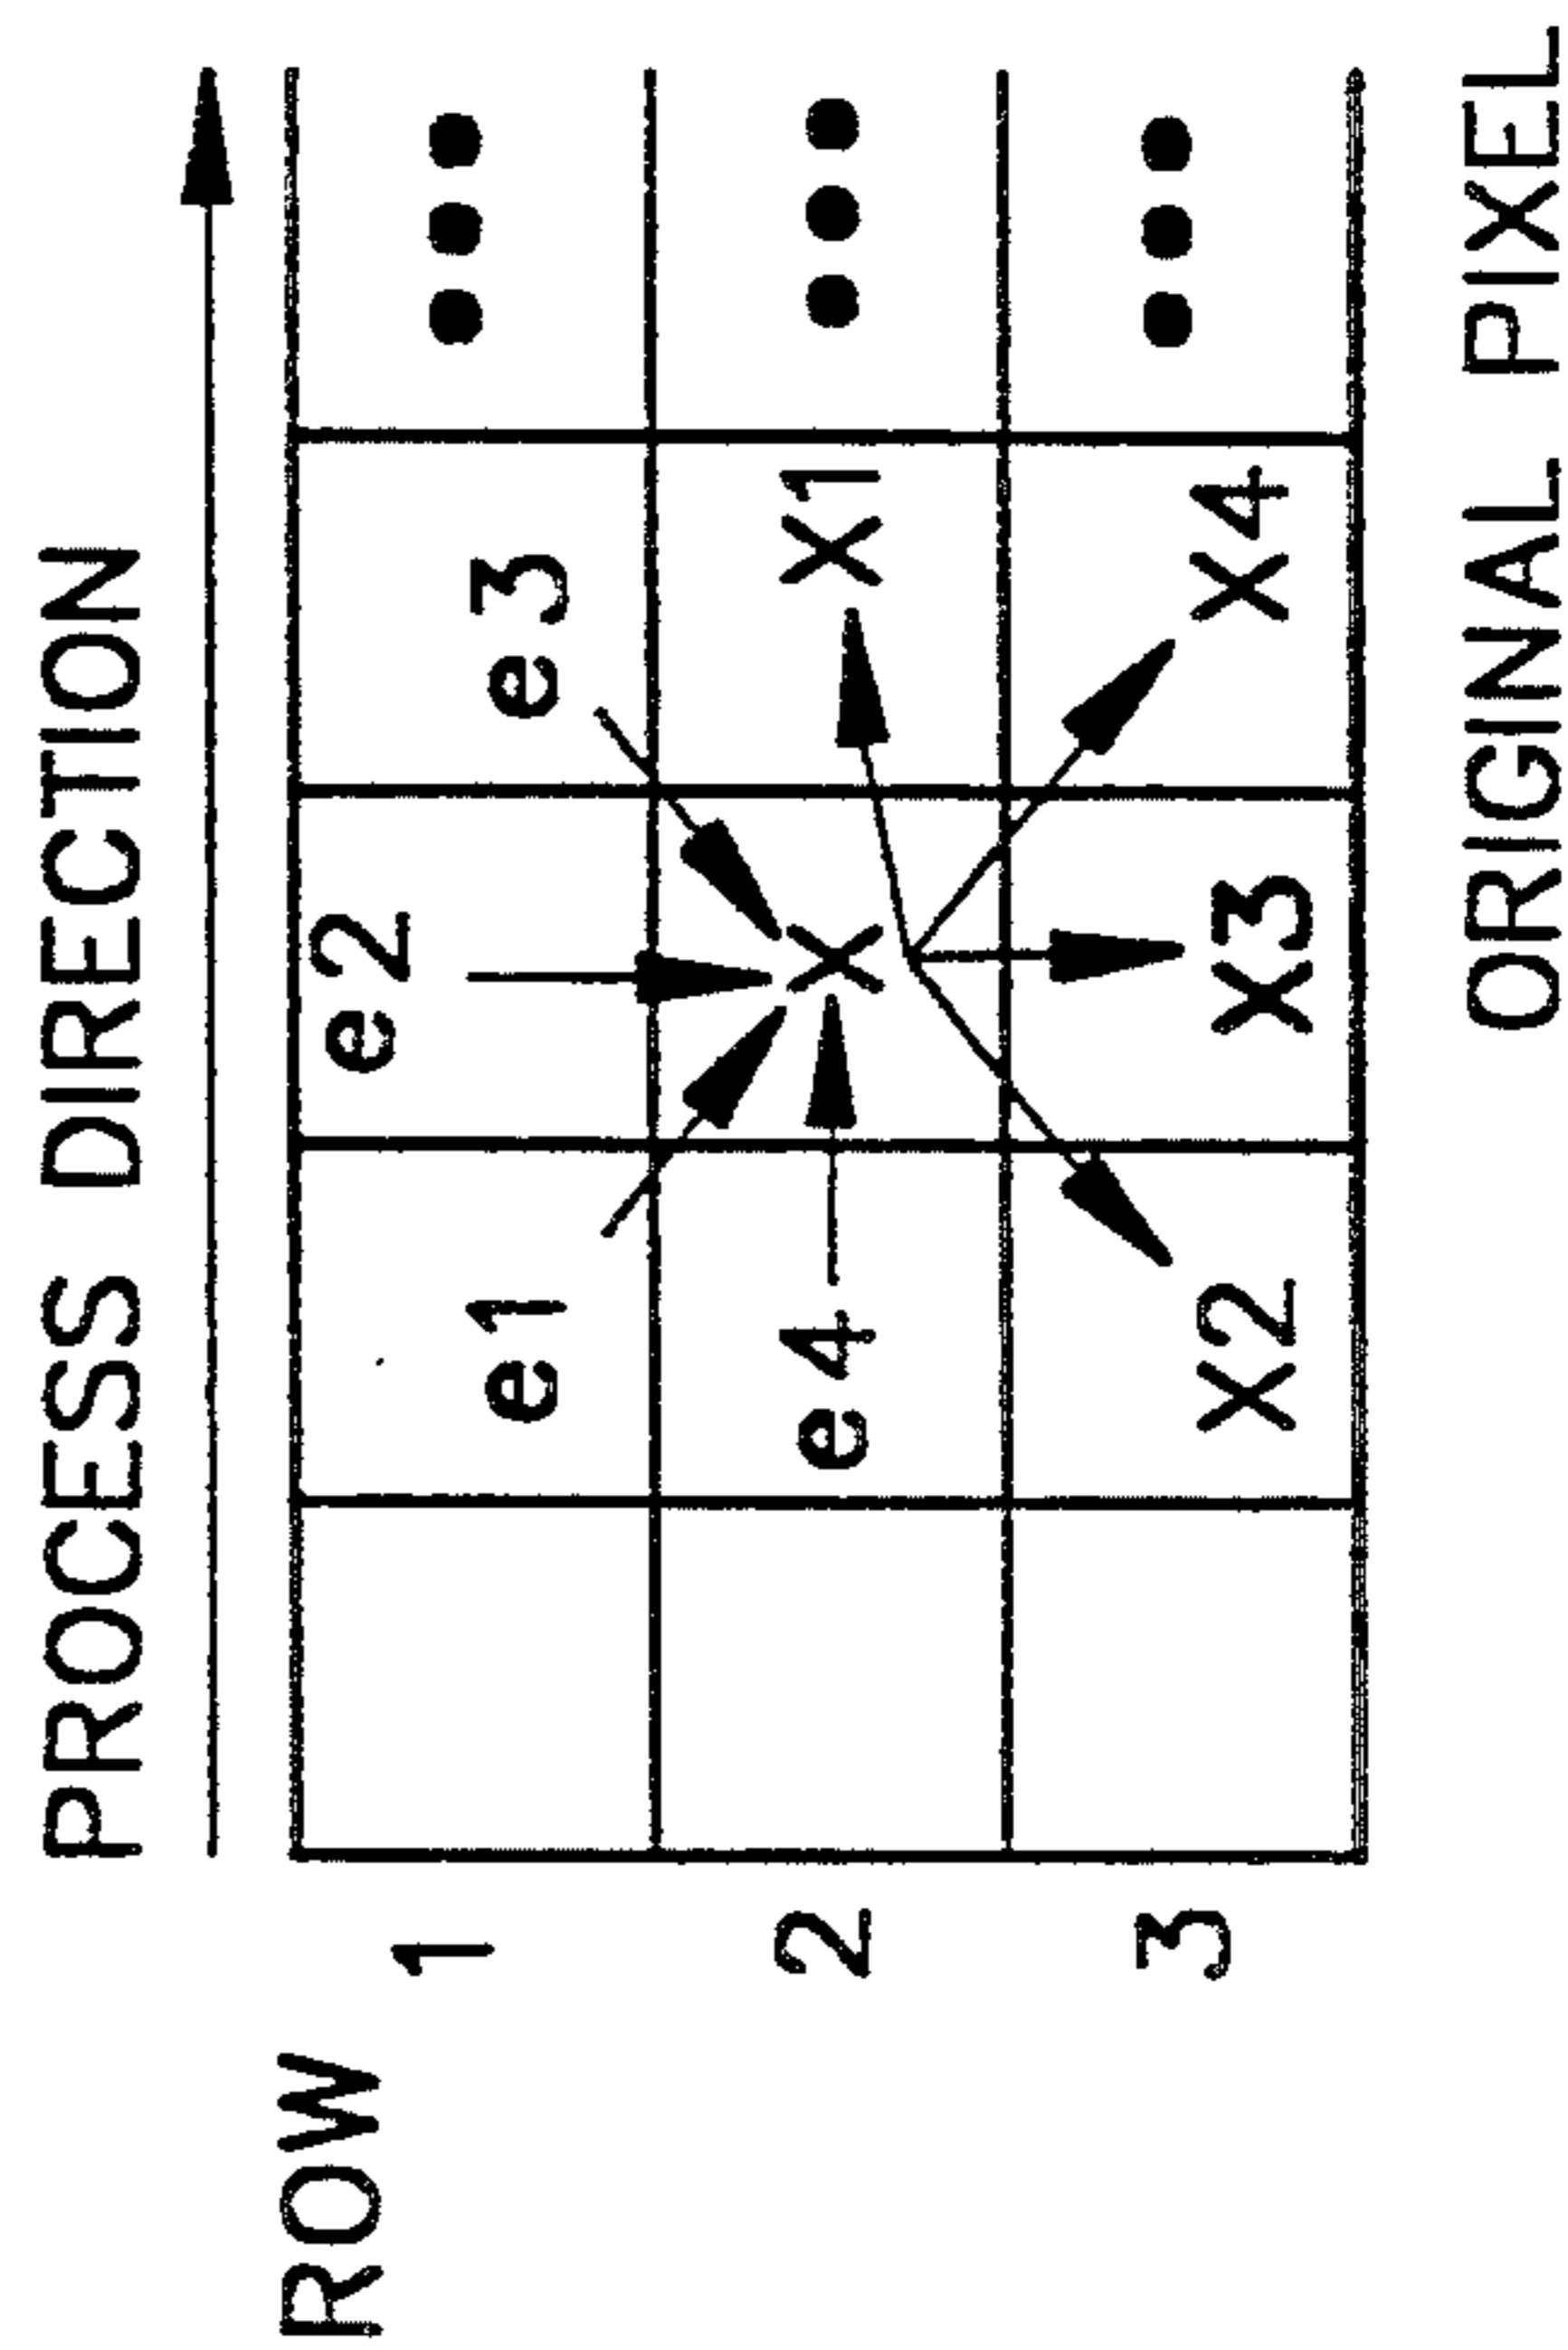 PROCESS DIRECTION
ROW
1 e1 e2 e3
2 e4 X X1
3 X2 X3 X4
ORIGINAL PIXEL